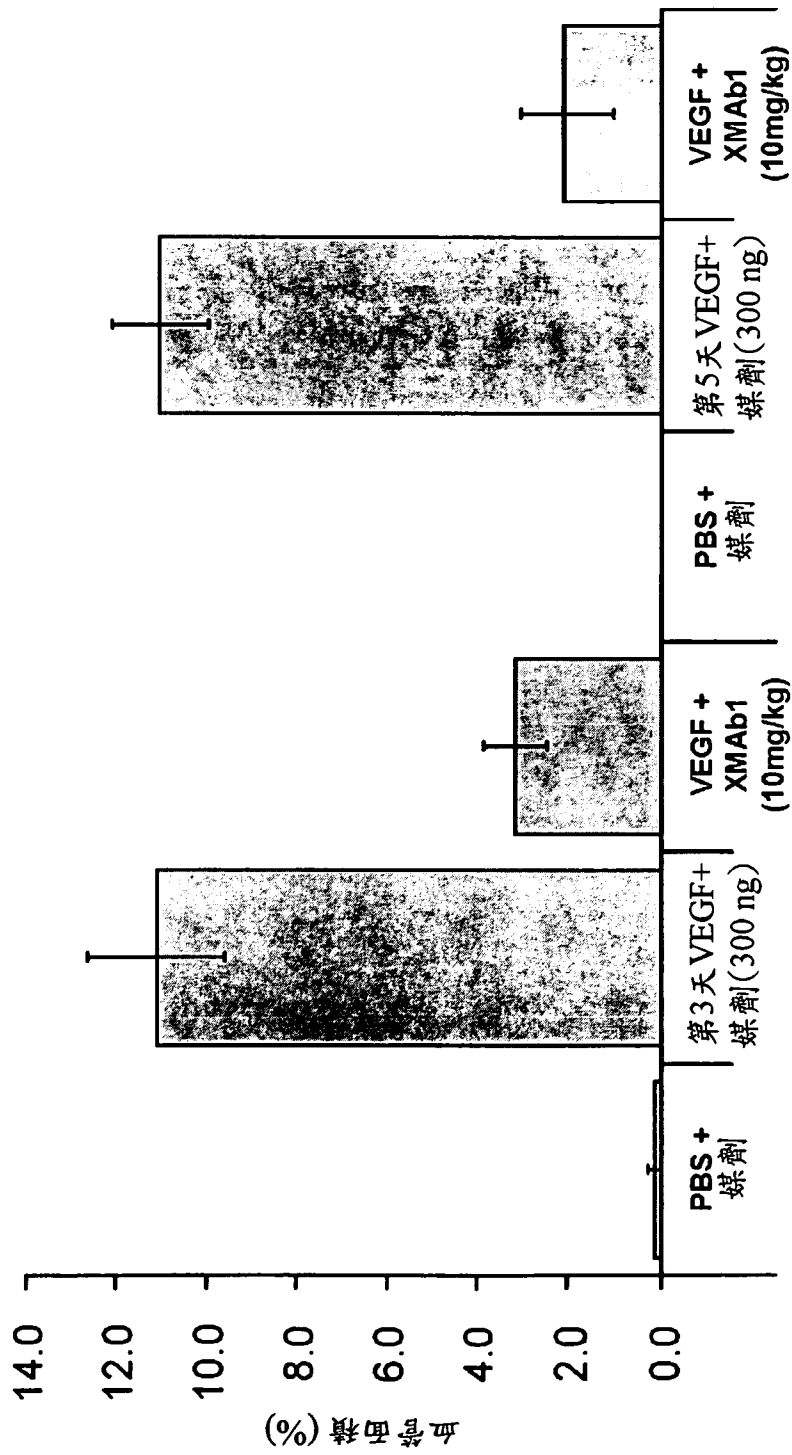 血管面積 (%)
14.0
12.0
10.0
8.0
6.0
4.0
2.0
0.0
PBS +
媒劑
第3天VEGF+
媒劑(300 ng)
VEGF +
XMAb1
(10mg/kg)
PBS +
媒劑
第5天VEGF+
媒劑(300 ng)
VEGF +
XMAb1
(10mg/kg)